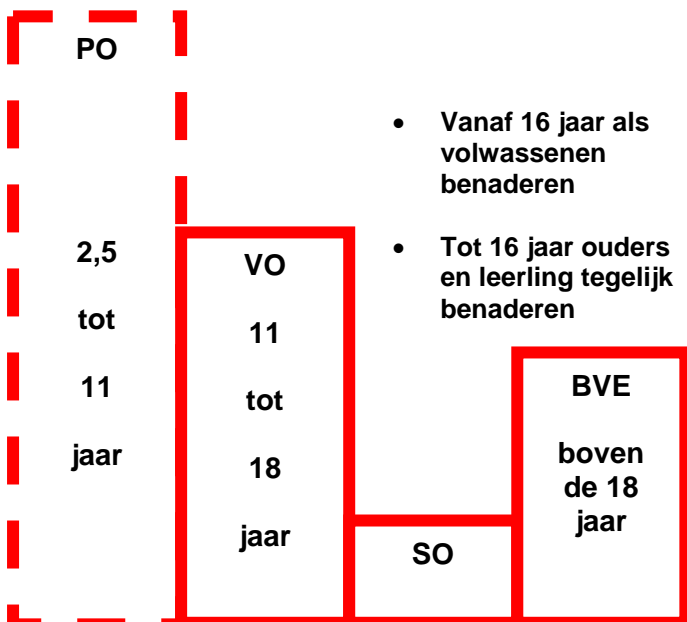 PO
2,5
tot
11
jaar
VO
11
tot
18
jaar
• Vanaf 16 jaar als
volwassenen
benaderen
• Tot 16 jaar ouders
en leerling tegelijk
benaderen
SO
BVE
boven
de 18
jaar